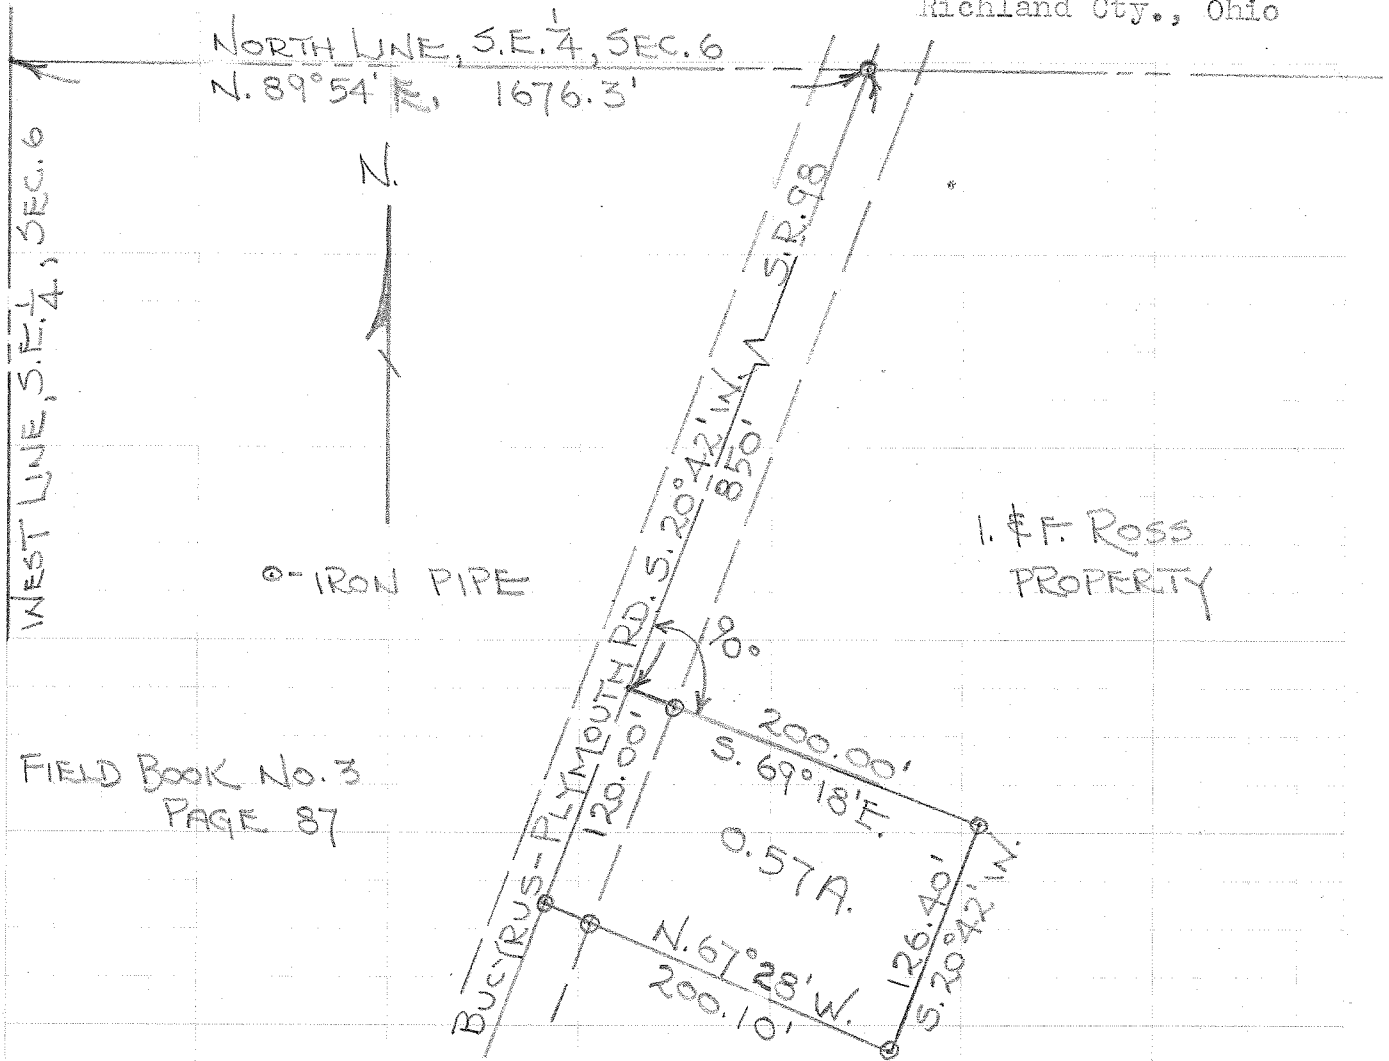 Richland Cty., Ohio
NORTH LINE, S.E. 1/4, SEC. 6
N. 89°54' E, 1676.3'
WEST LINE, S.E. 1/4, SEC. 6
N.
S.R. 98
S. 20°42' W.
850'
⊙-IRON PIPE
I. & F. ROSS
PROPERTY
FIELD BOOK No. 3
PAGE 87
BUCYRUS-PLYMOUTH RD.
120.00'
200.00'
S. 69°18'E.
0.57A.
126.40'
S. 20°42' W.
N. 67°28' W.
200.10'